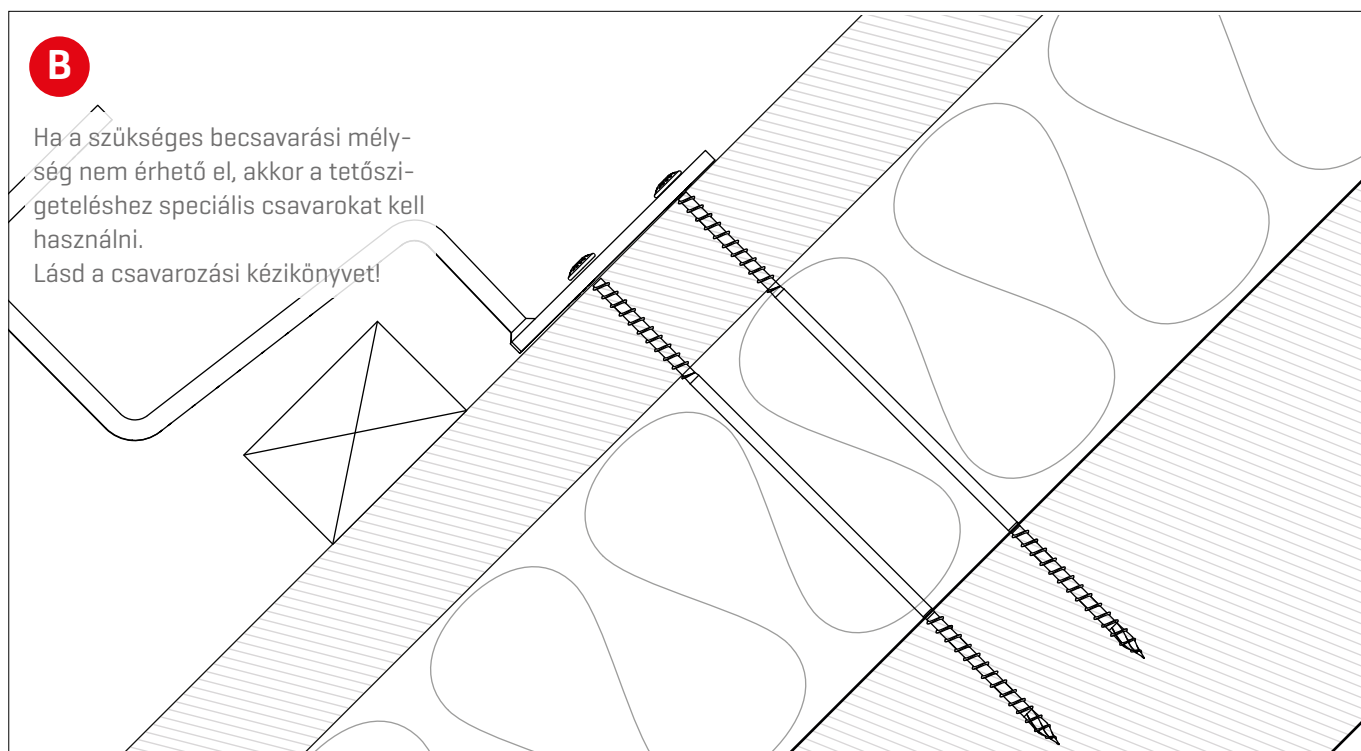 B
Ha a szükséges becsavarási mély-
ség nem érhető el, akkor a tetőszi-
geteléshez speciális csavarokat kell
használni.
Lásd a csavarozási kézikönyvet!